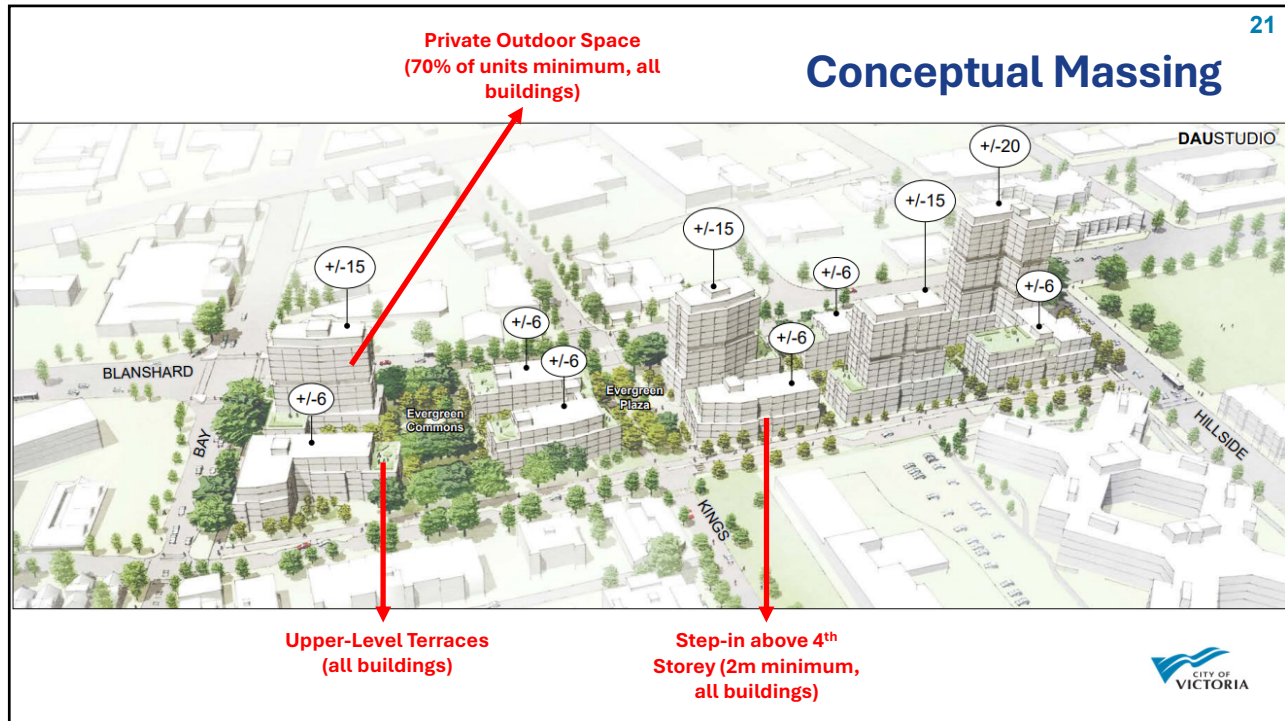 21
Conceptual Massing
Private Outdoor Space
(70% of units minimum, all
buildings)
DAUSTUDIO
+/-20
+/-15
+/-15
+/-15
+/-6
+/-6
+/-6
+/-6
+/-6
+/-6
BLANSHARD
BAY
Evergreen
Commons
Evergreen
Plaza
KINGS
HILLSIDE
Upper-Level Terraces
(all buildings)
Step-in above 4th
Storey (2m minimum,
all buildings)
CITY OF
VICTORIA